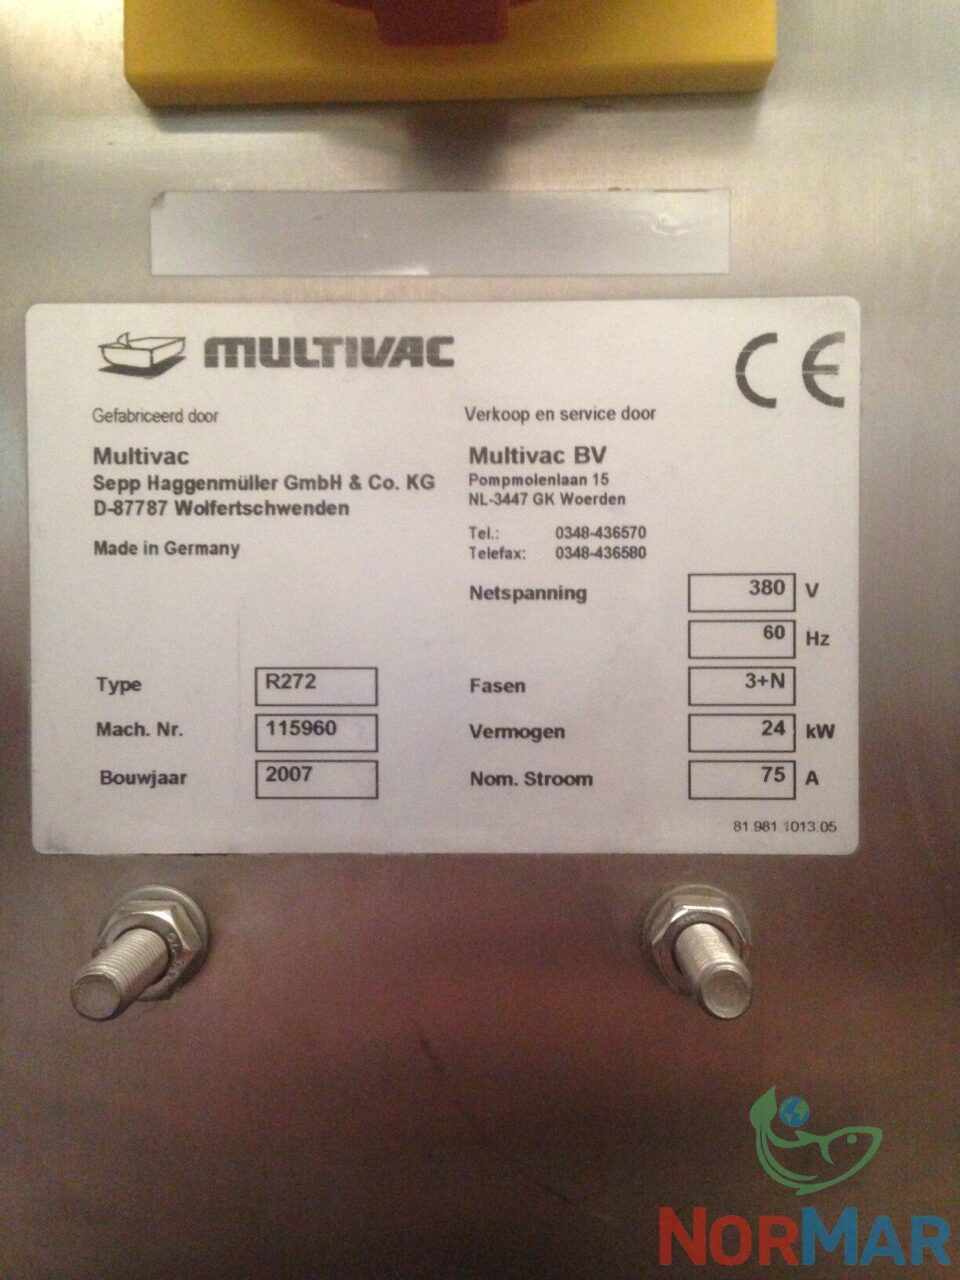 MULTIVAC
CE
Gefabriceerd door
Multivac
Sepp Haggenmüller GmbH & Co. KG
D-87787 Wolfertschwenden
Made in Germany
Type R272
Mach. Nr. 115960
Bouwjaar 2007
Verkoop en service door
Multivac BV
Pompmolenlaan 15
NL-3447 GK Woerden
Tel.: 0348-436570
Telefax: 0348-436580
Netspanning 380 V
60 Hz
Fasen 3+N
Vermogen 24 kW
Nom. Stroom 75 A
81.981.1013.05
NORMAR